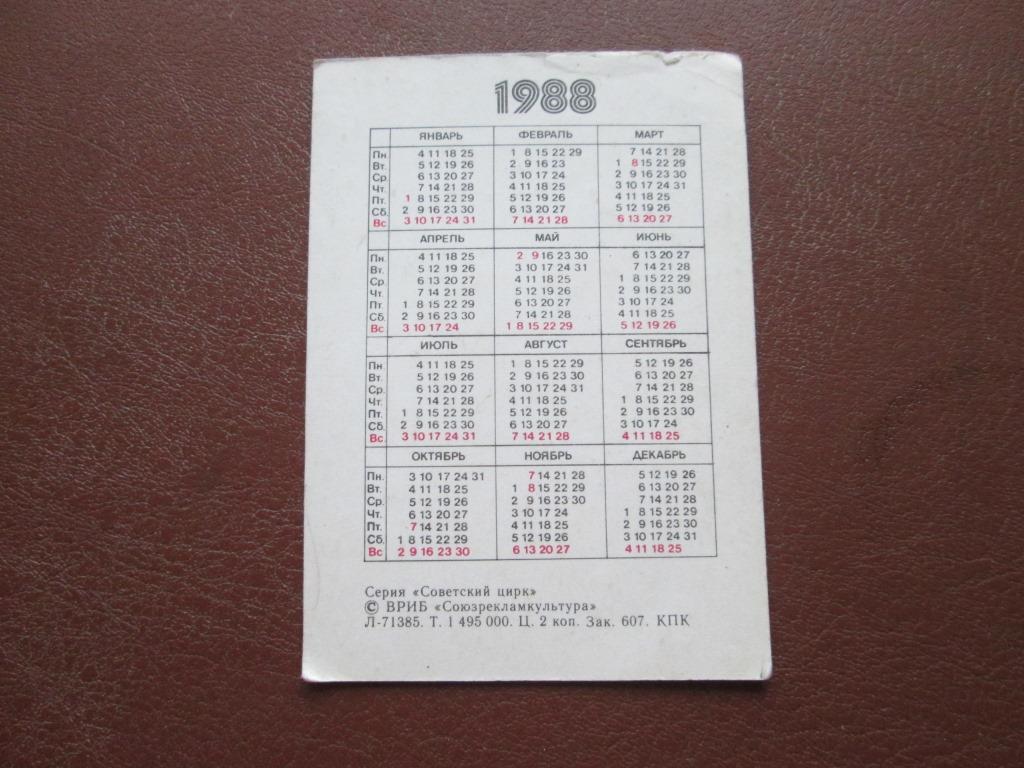 1988
ЯНВАРЬ ФЕВРАЛЬ МАРТ
Пн. 4 11 18 25 1 8 15 22 29 7 14 21 28
Вт. 5 12 19 26 2 9 16 23 1 8 15 22 29
Ср. 6 13 20 27 3 10 17 24 2 9 16 23 30
Чт. 7 14 21 28 4 11 18 25 3 10 17 24 31
Пт. 1 8 15 22 29 5 12 19 26 4 11 18 25
Сб. 2 9 16 23 30 6 13 20 27 5 12 19 26
Вс 3 10 17 24 31 7 14 21 28 6 13 20 27
АПРЕЛЬ МАЙ ИЮНЬ
Пн. 4 11 18 25 2 9 16 23 30 6 13 20 27
Вт. 5 12 19 26 3 10 17 24 31 7 14 21 28
Ср. 6 13 20 27 4 11 18 25 1 8 15 22 29
Чт. 7 14 21 28 5 12 19 26 2 9 16 23 30
Пт. 1 8 15 22 29 6 13 20 27 3 10 17 24
Сб. 2 9 16 23 30 7 14 21 28 4 11 18 25
Вс 3 10 17 24 1 8 15 22 29 5 12 19 26
ИЮЛЬ АВГУСТ СЕНТЯБРЬ
Пн. 4 11 18 25 1 8 15 22 29 5 12 19 26
Вт. 5 12 19 26 2 9 16 23 30 6 13 20 27
Ср. 6 13 20 27 3 10 17 24 31 7 14 21 28
Чт. 7 14 21 28 4 11 18 25 1 8 15 22 29
Пт. 1 8 15 22 29 5 12 19 26 2 9 16 23 30
Сб. 2 9 16 23 30 6 13 20 27 3 10 17 24
Вс. 3 10 17 24 31 7 14 21 28 4 11 18 25
ОКТЯБРЬ НОЯБРЬ ДЕКАБРЬ
Пн. 3 10 17 24 31 7 14 21 28 5 12 19 26
Вт. 4 11 18 25 1 8 15 22 29 6 13 20 27
Ср. 5 12 19 26 2 9 16 23 30 7 14 21 28
Чт. 6 13 20 27 3 10 17 24 1 8 15 22 29
Пт. 7 14 21 28 4 11 18 25 2 9 16 23 30
Сб. 1 8 15 22 29 5 12 19 26 3 10 17 24 31
Вс 2 9 16 23 30 6 13 20 27 4 11 18 25
Серия «Советский цирк»
© ВРИБ «Союзрекламкультура»
Л-71385. Т. 1 495 000. Ц. 2 коп. Зак. 607. КПК